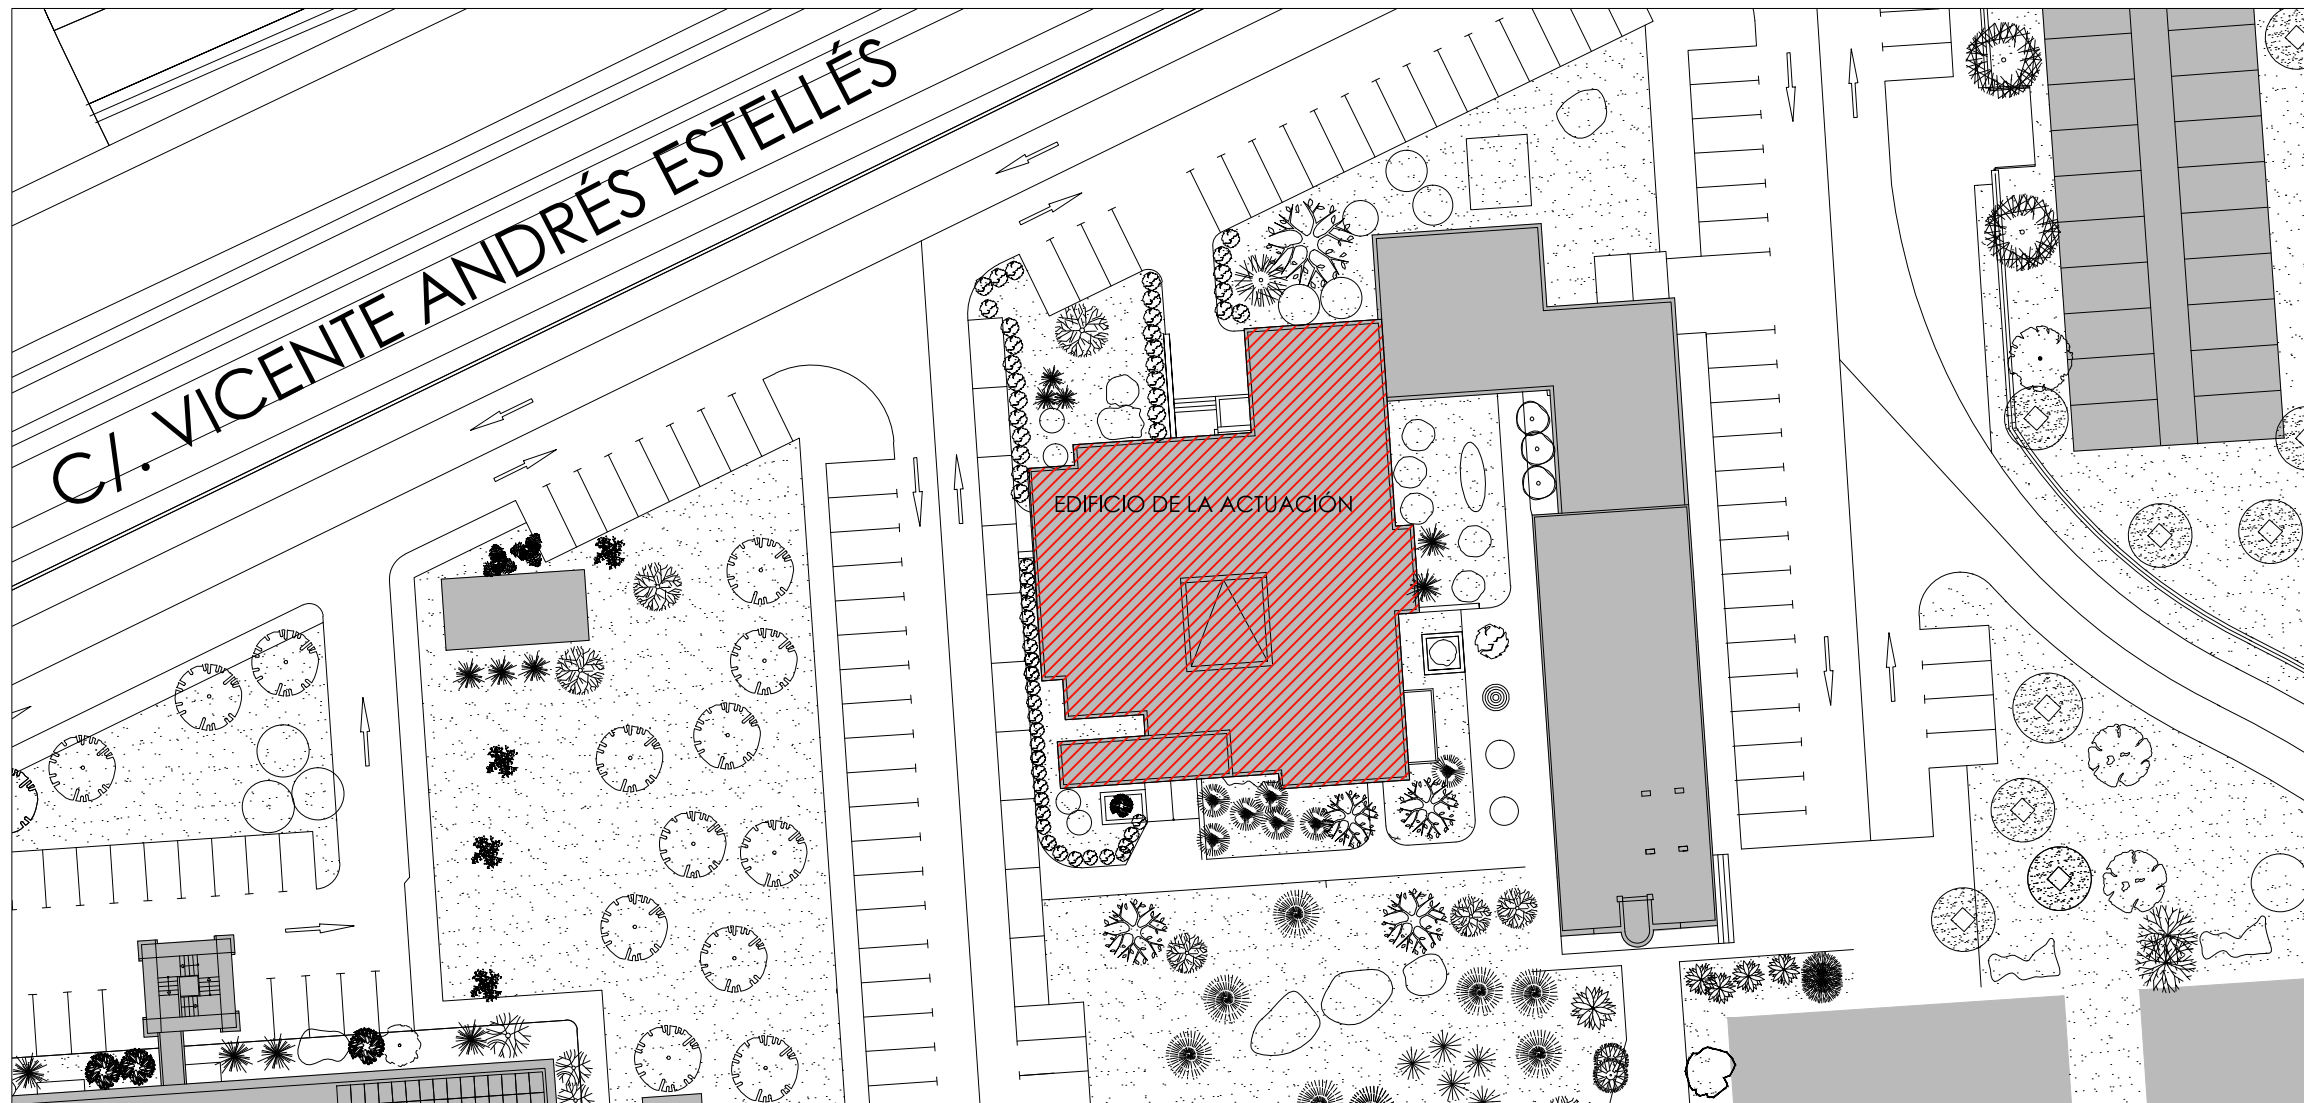 C/. VICENTE ANDRÉS ESTELLÉS
EDIFICIO DE LA ACTUACIÓN